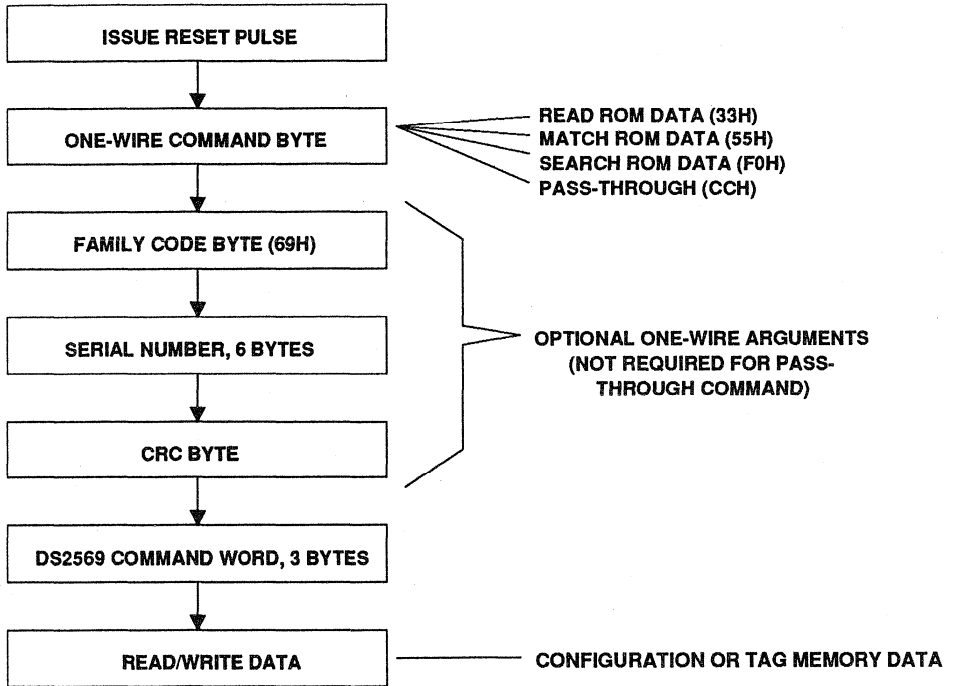 ISSUE RESET PULSE
ONE-WIRE COMMAND BYTE
READ ROM DATA (33H)
MATCH ROM DATA (55H)
SEARCH ROM DATA (F0H)
PASS-THROUGH (CCH)
FAMILY CODE BYTE (69H)
SERIAL NUMBER, 6 BYTES
OPTIONAL ONE-WIRE ARGUMENTS
(NOT REQUIRED FOR PASS-
THROUGH COMMAND)
CRC BYTE
DS2569 COMMAND WORD, 3 BYTES
READ/WRITE DATA
CONFIGURATION OR TAG MEMORY DATA